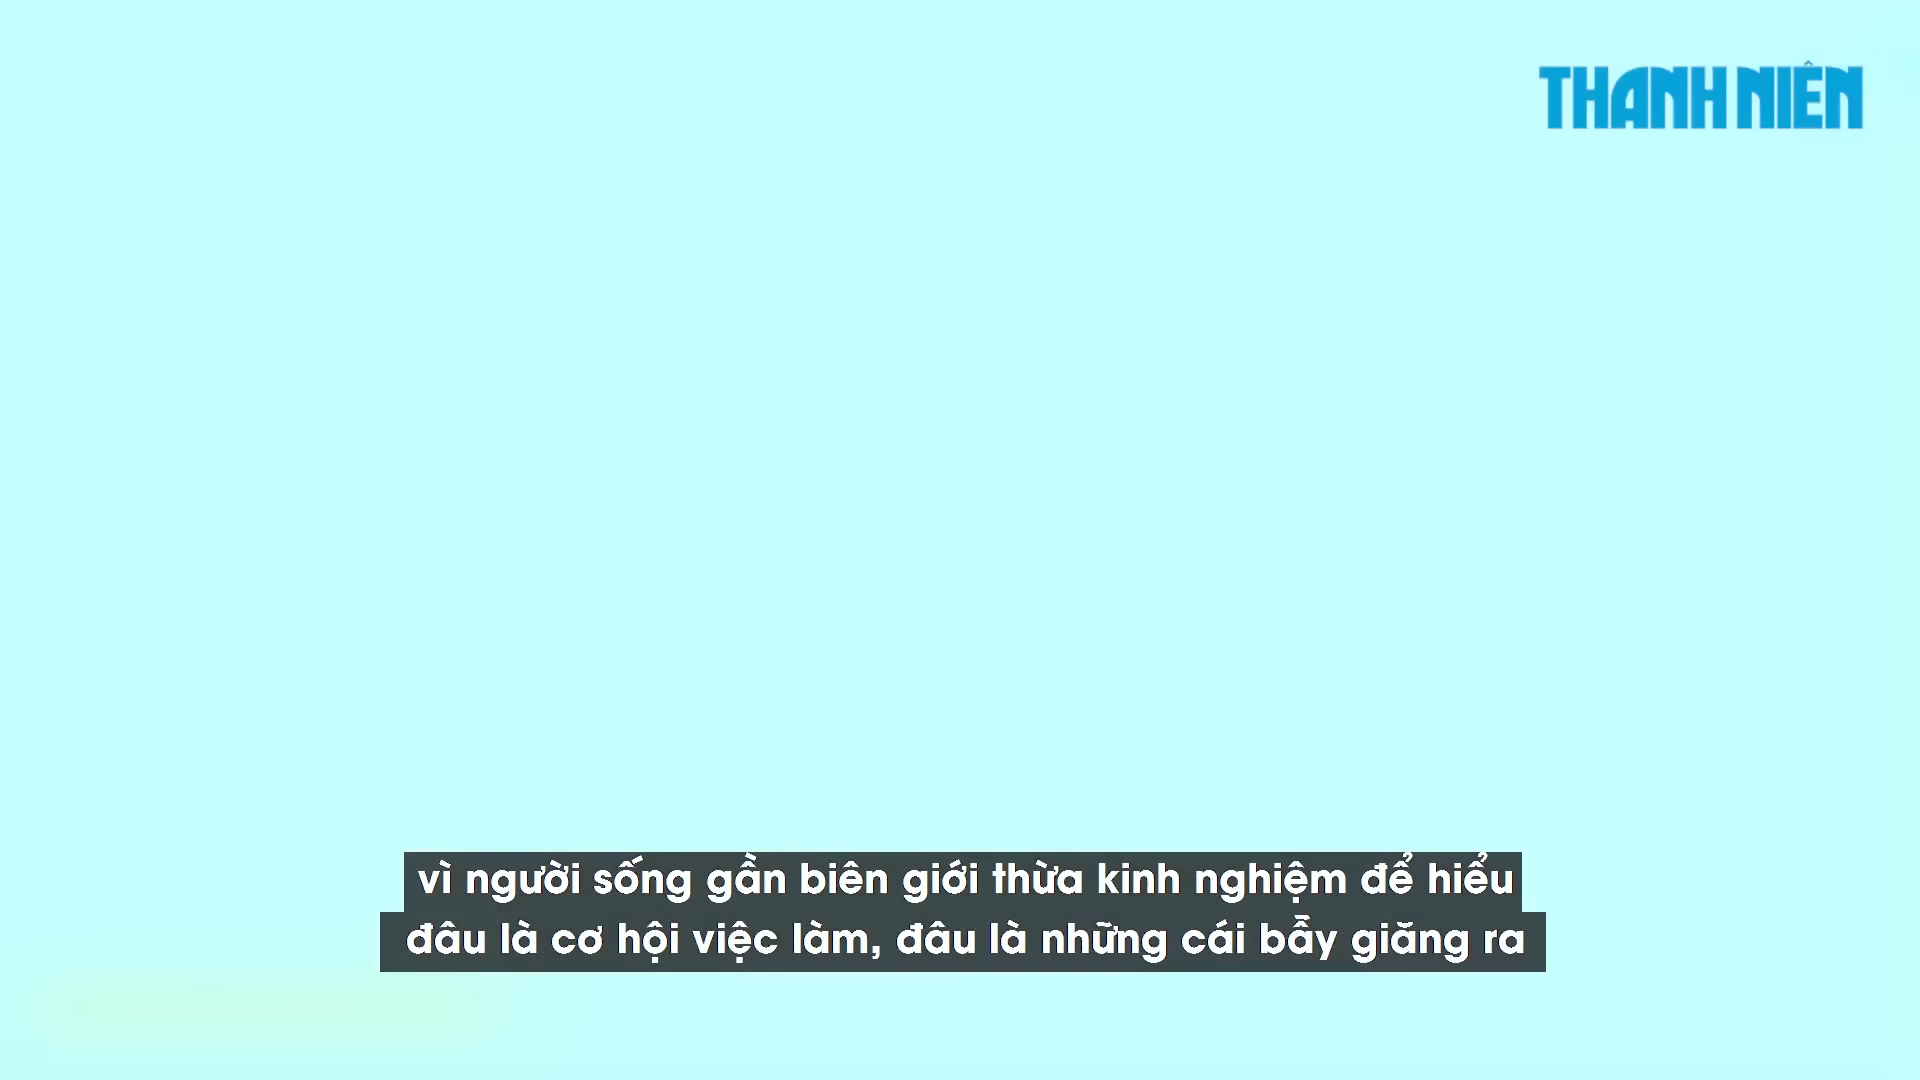 THANH NIÊN
vì người sống gần biên giới thừa kinh nghiệm để hiểu
đâu là cơ hội việc làm, đâu là những cái bẫy giăng ra